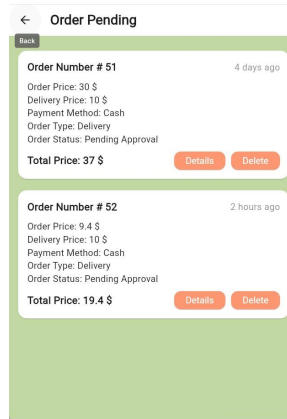 Order Pending
Back
Order Number # 51 4 days ago
Order Price: 30 $
Delivery Price: 10 $
Payment Method: Cash
Order Type: Delivery
Order Status: Pending Approval
Total Price: 37 $ Details Delete
Order Number # 52 2 hours ago
Order Price: 9.4 $
Delivery Price: 10 $
Payment Method: Cash
Order Type: Delivery
Order Status: Pending Approval
Total Price: 19.4 $ Details Delete